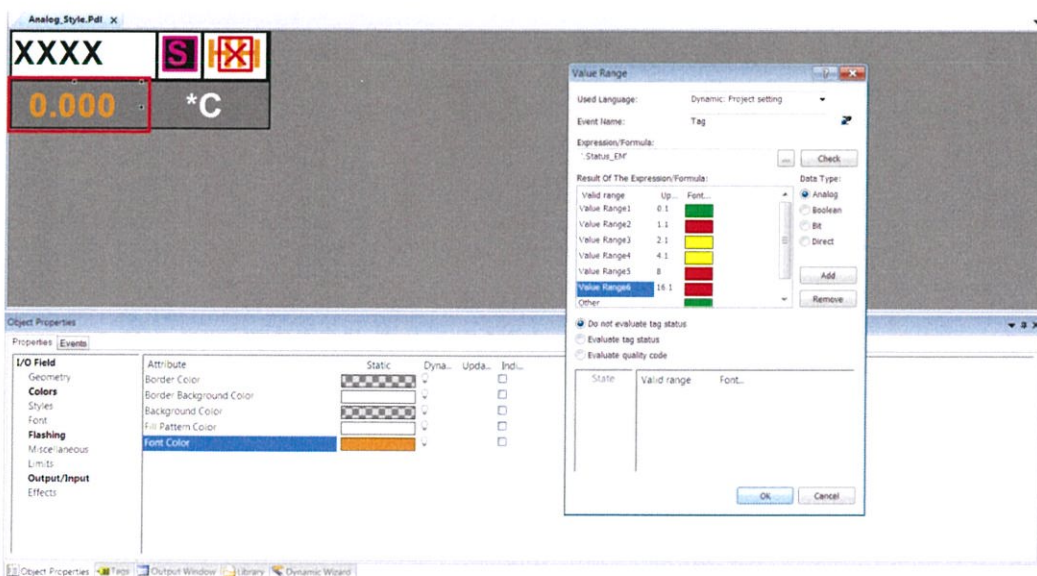 Analog_Style.Pdl X
XXXX S X
0.000 *C
Value Range
Used Language: Dynamic: Project setting
Event Name: Tag
Expression/Formula:
'.Status_EM' ... Check
Result Of The Expression/Formula: Data Type:
Valid range Up... Font... Analog
Value Range1 0.1 Boolean
Value Range2 1.1 Bit
Value Range3 2.1 Direct
Value Range4 4.1
Value Range5 8 Add
Value Range6 16.1 Remove
Other
Do not evaluate tag status
Evaluate tag status
Evaluate quality code
State Valid range Font...
OK Cancel
Object Properties
Properties Events
I/O Field Attribute Static Dyna... Upda... Indi...
Geometry Border Color
Colors Border Background Color
Styles Background Color
Font Fill Pattern Color
Flashing Font Color
Miscellaneous
Limits
Output/Input
Effects
Object Properties Tags Output Window Library Dynamic Wizard